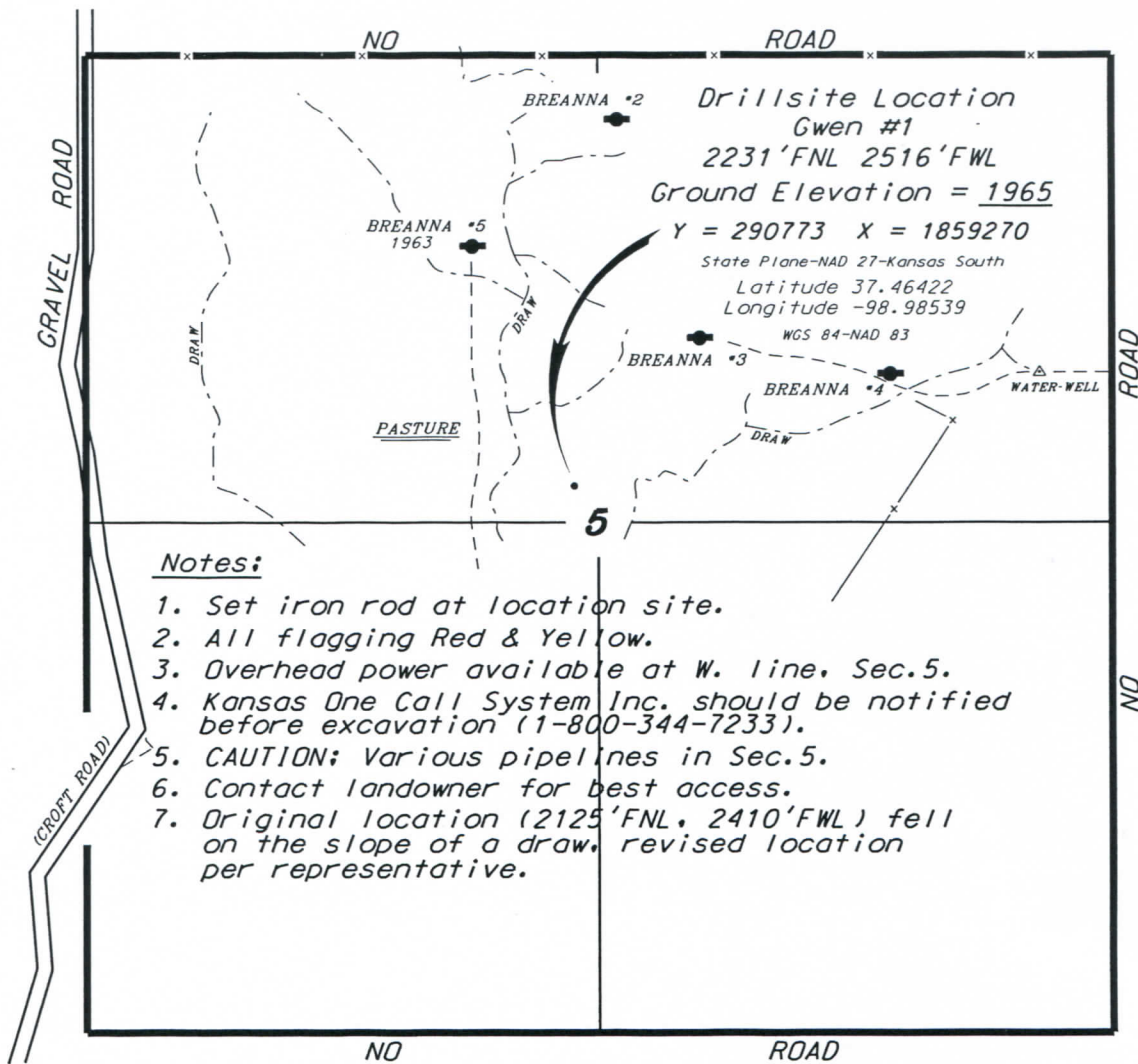 NO ROAD
GRAVEL ROAD
BREANNA #2
Drillsite Location
Gwen #1
2231'FNL 2516'FWL
Ground Elevation = 1965
Y = 290773 X = 1859270
State Plane-NAD 27-Kansas South
Latitude 37.46422
Longitude -98.98539
WGS 84-NAD 83
BREANNA #5
1963
DRAW
DRAW
BREANNA #3
BREANNA #4
WATER-WELL
DRAW
PASTURE
NO ROAD
5
Notes:
1. Set iron rod at location site.
2. All flagging Red & Yellow.
3. Overhead power available at W. line, Sec.5.
4. Kansas One Call System Inc. should be notified
before excavation (1-800-344-7233).
5. CAUTION: Various pipelines in Sec.5.
6. Contact landowner for best access.
7. Original location (2125'FNL, 2410'FWL) fell
on the slope of a draw, revised location
per representative.
(CROFT ROAD)
NO ROAD